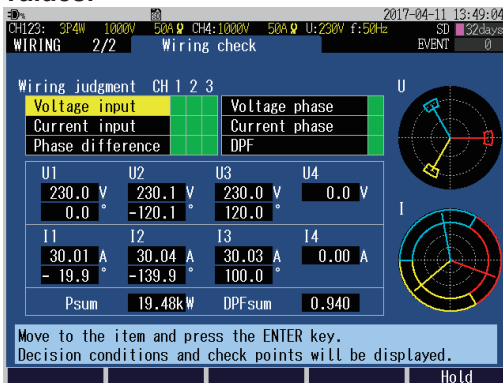 values.
2017-04-11 13:49:04
CH123: 3P4W 1000V 50A CH4:1000V 50A U:230V f:50Hz SD 32days
WIRING 2/2 Wiring check EVENT 0
Wiring judgment CH 1 2 3
Voltage input Voltage phase
Current input Current phase
Phase difference DPF
U
U1 U2 U3 U4
230.0 V 230.1 V 230.0 V 0.0 V
0.0 ° -120.1 ° 120.0 °
I
I1 I2 I3 I4
30.01 A 30.04 A 30.03 A 0.00 A
- 19.9 ° -139.9 ° 100.0 °
Psum 19.48kW DPFsum 0.940
Move to the item and press the ENTER key.
Decision conditions and check points will be displayed.
Hold